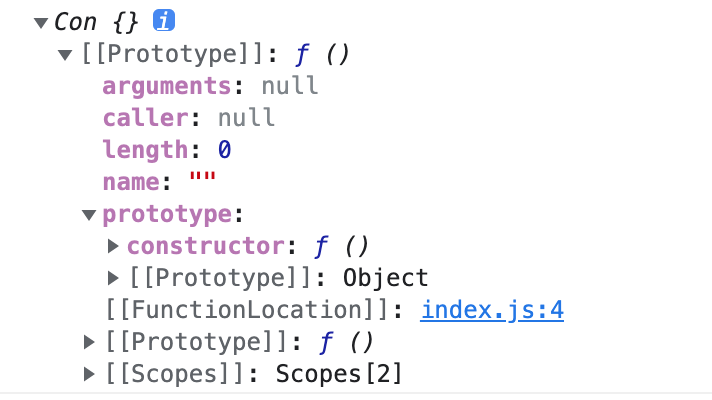 Con {} i
[[Prototype]]: ƒ ()
arguments: null
caller: null
length: 0
name: ""
prototype:
constructor: ƒ ()
[[Prototype]]: Object
[[FunctionLocation]]: index.js:4
[[Prototype]]: ƒ ()
[[Scopes]]: Scopes[2]